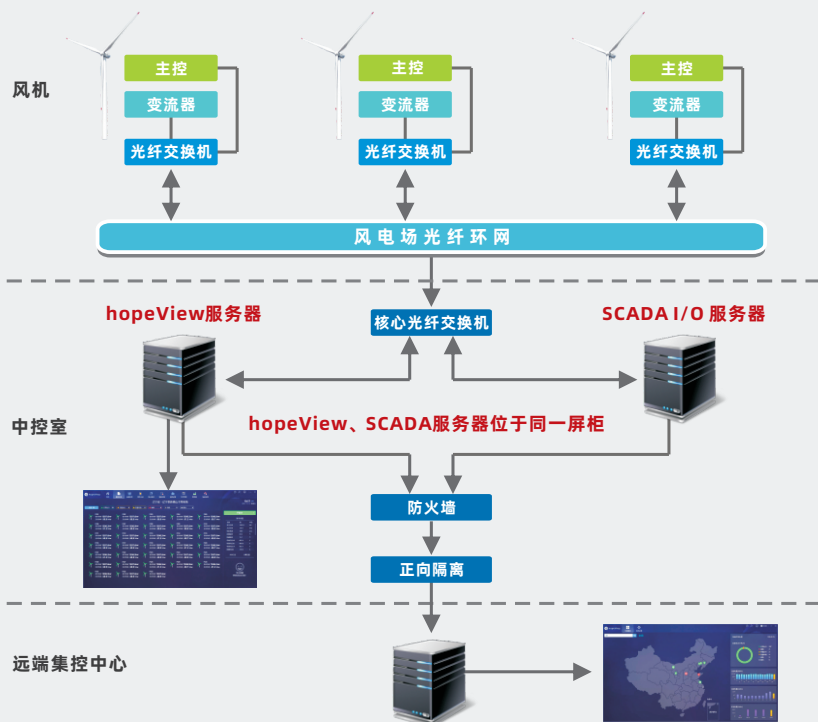 风机
主控
变流器
光纤交换机
主控
变流器
光纤交换机
主控
变流器
光纤交换机
风电场光纤环网
hopeView服务器
核心光纤交换机
SCADA I/O 服务器
中控室
hopeView、SCADA服务器位于同一屏柜
防火墙
正向隔离
远端集控中心